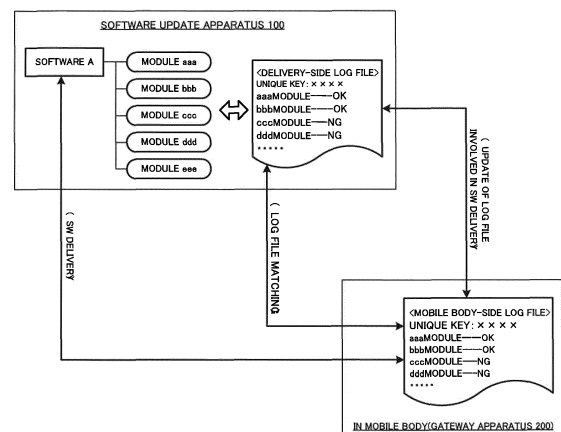 SOFTWARE UPDATE APPARATUS 100
SOFTWARE A
MODULE aaa
MODULE bbb
MODULE ccc
MODULE ddd
MODULE eee
<DELIVERY-SIDE LOG FILE>
UNIQUE KEY: ××××
aaaMODULE----OK
bbbMODULE----OK
cccMODULE---NG
dddMODULE---NG
*****
( SW DELIVERY
( LOG FILE MATCHING
( UPDATE OF LOG FILE
INVOLVED IN SW DELIVERY
<MOBILE BODY-SIDE LOG FILE>
UNIQUE KEY: ××××
aaaMODULE----OK
bbbMODULE----OK
cccMODULE---NG
dddMODULE---NG
*****
IN MOBILE BODY(GATEWAY APPARATUS 200)